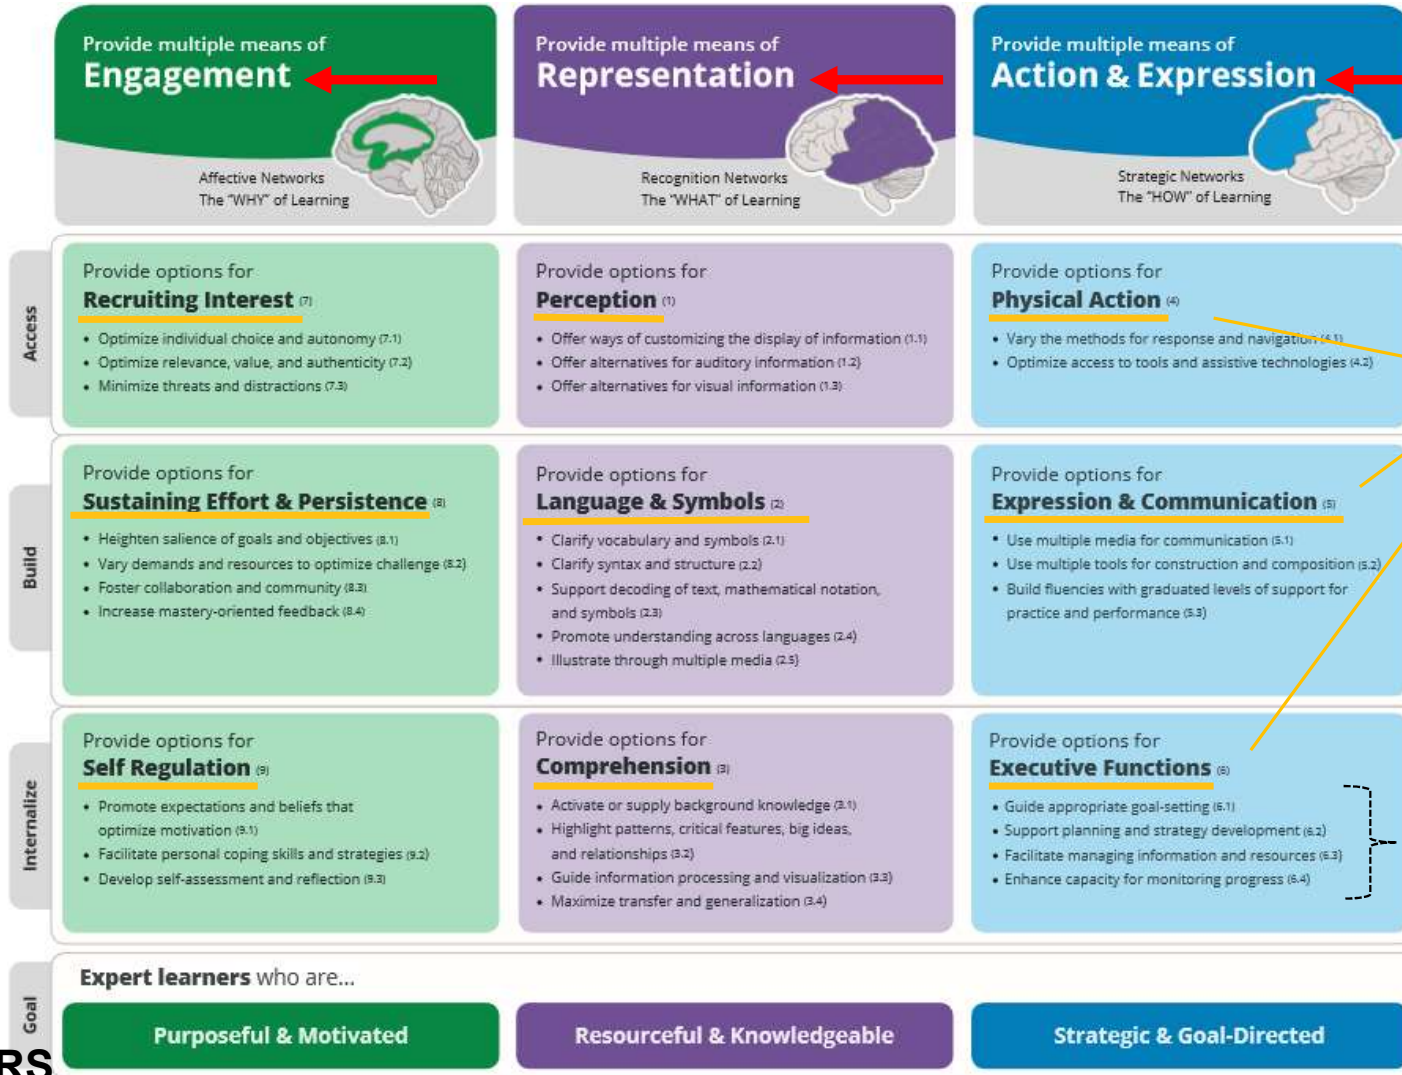 Provide multiple means of
Engagement
Affective Networks
The "WHY" of Learning
Provide multiple means of
Representation
Recognition Networks
The "WHAT" of Learning
Provide multiple means of
Action & Expression
Strategic Networks
The "HOW" of Learning
Access
Provide options for
Recruiting Interest (7)
• Optimize individual choice and autonomy (7.1)
• Optimize relevance, value, and authenticity (7.2)
• Minimize threats and distractions (7.3)
Provide options for
Perception (1)
• Offer ways of customizing the display of information (1.1)
• Offer alternatives for auditory information (1.2)
• Offer alternatives for visual information (1.3)
Provide options for
Physical Action (4)
• Vary the methods for response and navigation (4.1)
• Optimize access to tools and assistive technologies (4.2)
Build
Provide options for
Sustaining Effort & Persistence (8)
• Heighten salience of goals and objectives (8.1)
• Vary demands and resources to optimize challenge (8.2)
• Foster collaboration and community (8.3)
• Increase mastery-oriented feedback (8.4)
Provide options for
Language & Symbols (2)
• Clarify vocabulary and symbols (2.1)
• Clarify syntax and structure (2.2)
• Support decoding of text, mathematical notation,
and symbols (2.3)
• Promote understanding across languages (2.4)
• Illustrate through multiple media (2.5)
Provide options for
Expression & Communication (5)
• Use multiple media for communication (5.1)
• Use multiple tools for construction and composition (5.2)
• Build fluencies with graduated levels of support for
practice and performance (5.3)
Internalize
Provide options for
Self Regulation (9)
• Promote expectations and beliefs that
optimize motivation (9.1)
• Facilitate personal coping skills and strategies (9.2)
• Develop self-assessment and reflection (9.3)
Provide options for
Comprehension (3)
• Activate or supply background knowledge (3.1)
• Highlight patterns, critical features, big ideas,
and relationships (3.2)
• Guide information processing and visualization (3.3)
• Maximize transfer and generalization (3.4)
Provide options for
Executive Functions (6)
• Guide appropriate goal-setting (6.1)
• Support planning and strategy development (6.2)
• Facilitate managing information and resources (6.3)
• Enhance capacity for monitoring progress (6.4)
Goal
Expert learners who are...
Purposeful & Motivated
Resourceful & Knowledgeable
Strategic & Goal-Directed
RS